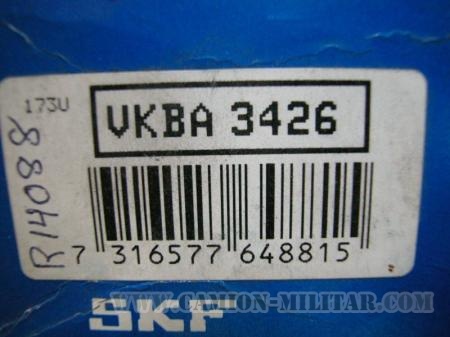 173U
VKBA 3426
R14088
7 316577 648815
WWW.CAMION-MILITAR.COM
SKF